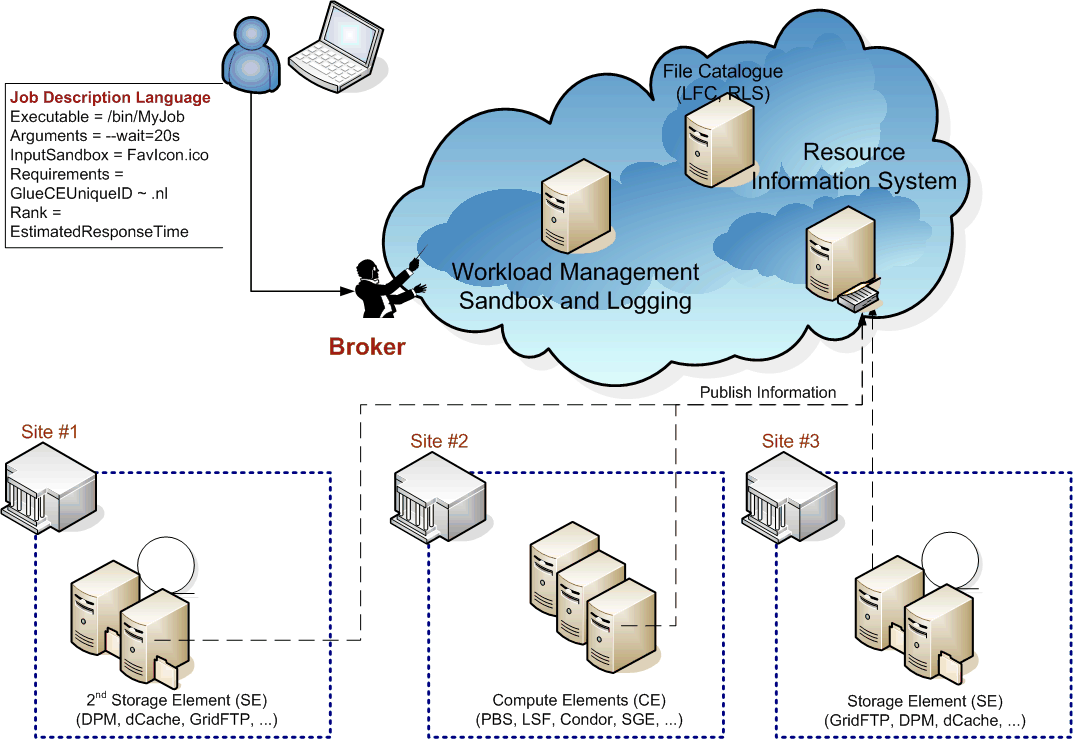 Job Description Language
Executable = /bin/MyJob
Arguments = --wait=20s
InputSandbox = FavIcon.ico
Requirements =
GlueCEUniqueID ~ .nl
Rank =
EstimatedResponseTime
File Catalogue
(LFC, RLS)
Resource
Information System
Workload Management
Sandbox and Logging
Broker
Publish Information
Site #1
Site #2
Site #3
2nd Storage Element (SE)
(DPM, dCache, GridFTP, ...)
Compute Elements (CE)
(PBS, LSF, Condor, SGE, ...)
Storage Element (SE)
(GridFTP, DPM, dCache, ...)